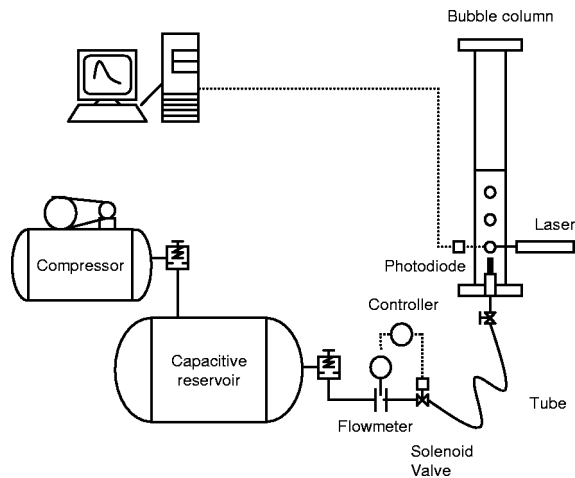 Bubble column
Laser
Compressor
Photodiode
Controller
Capacitive
reservoir
Tube
Flowmeter
Solenoid
Valve